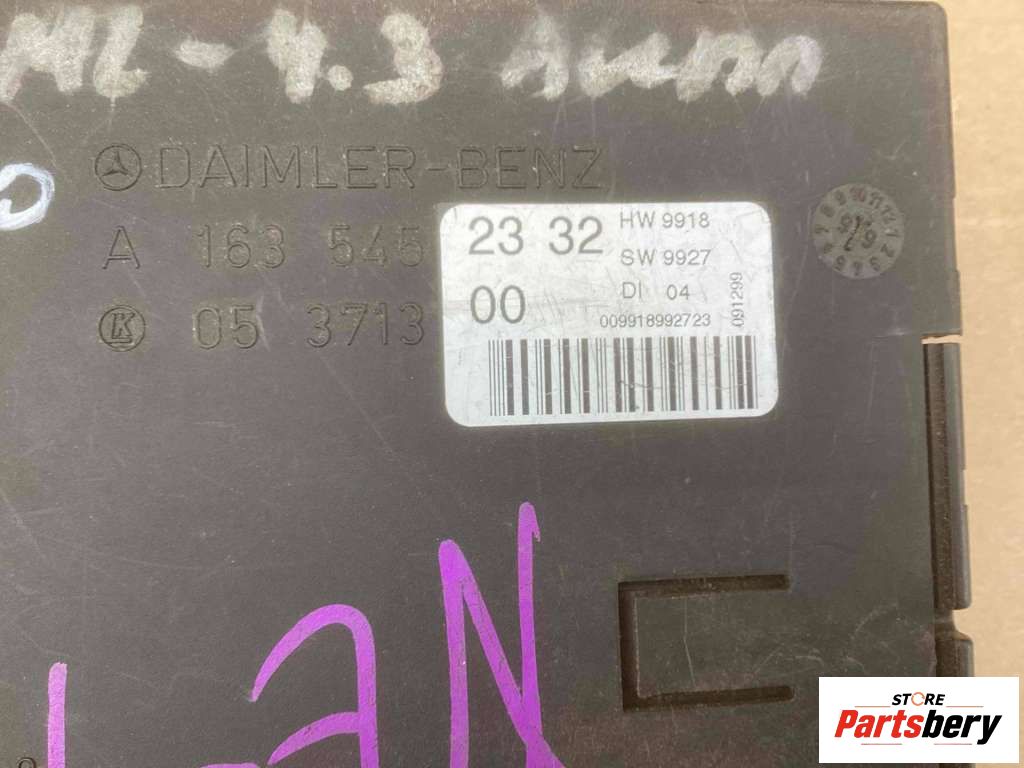 ML-4.3
DAIMLER-BENZ
A 163 545 23 32
00
HW 9918
SW 9927
DI 04
009918992723
091299
LK 05 3713
STORE
Partsbery